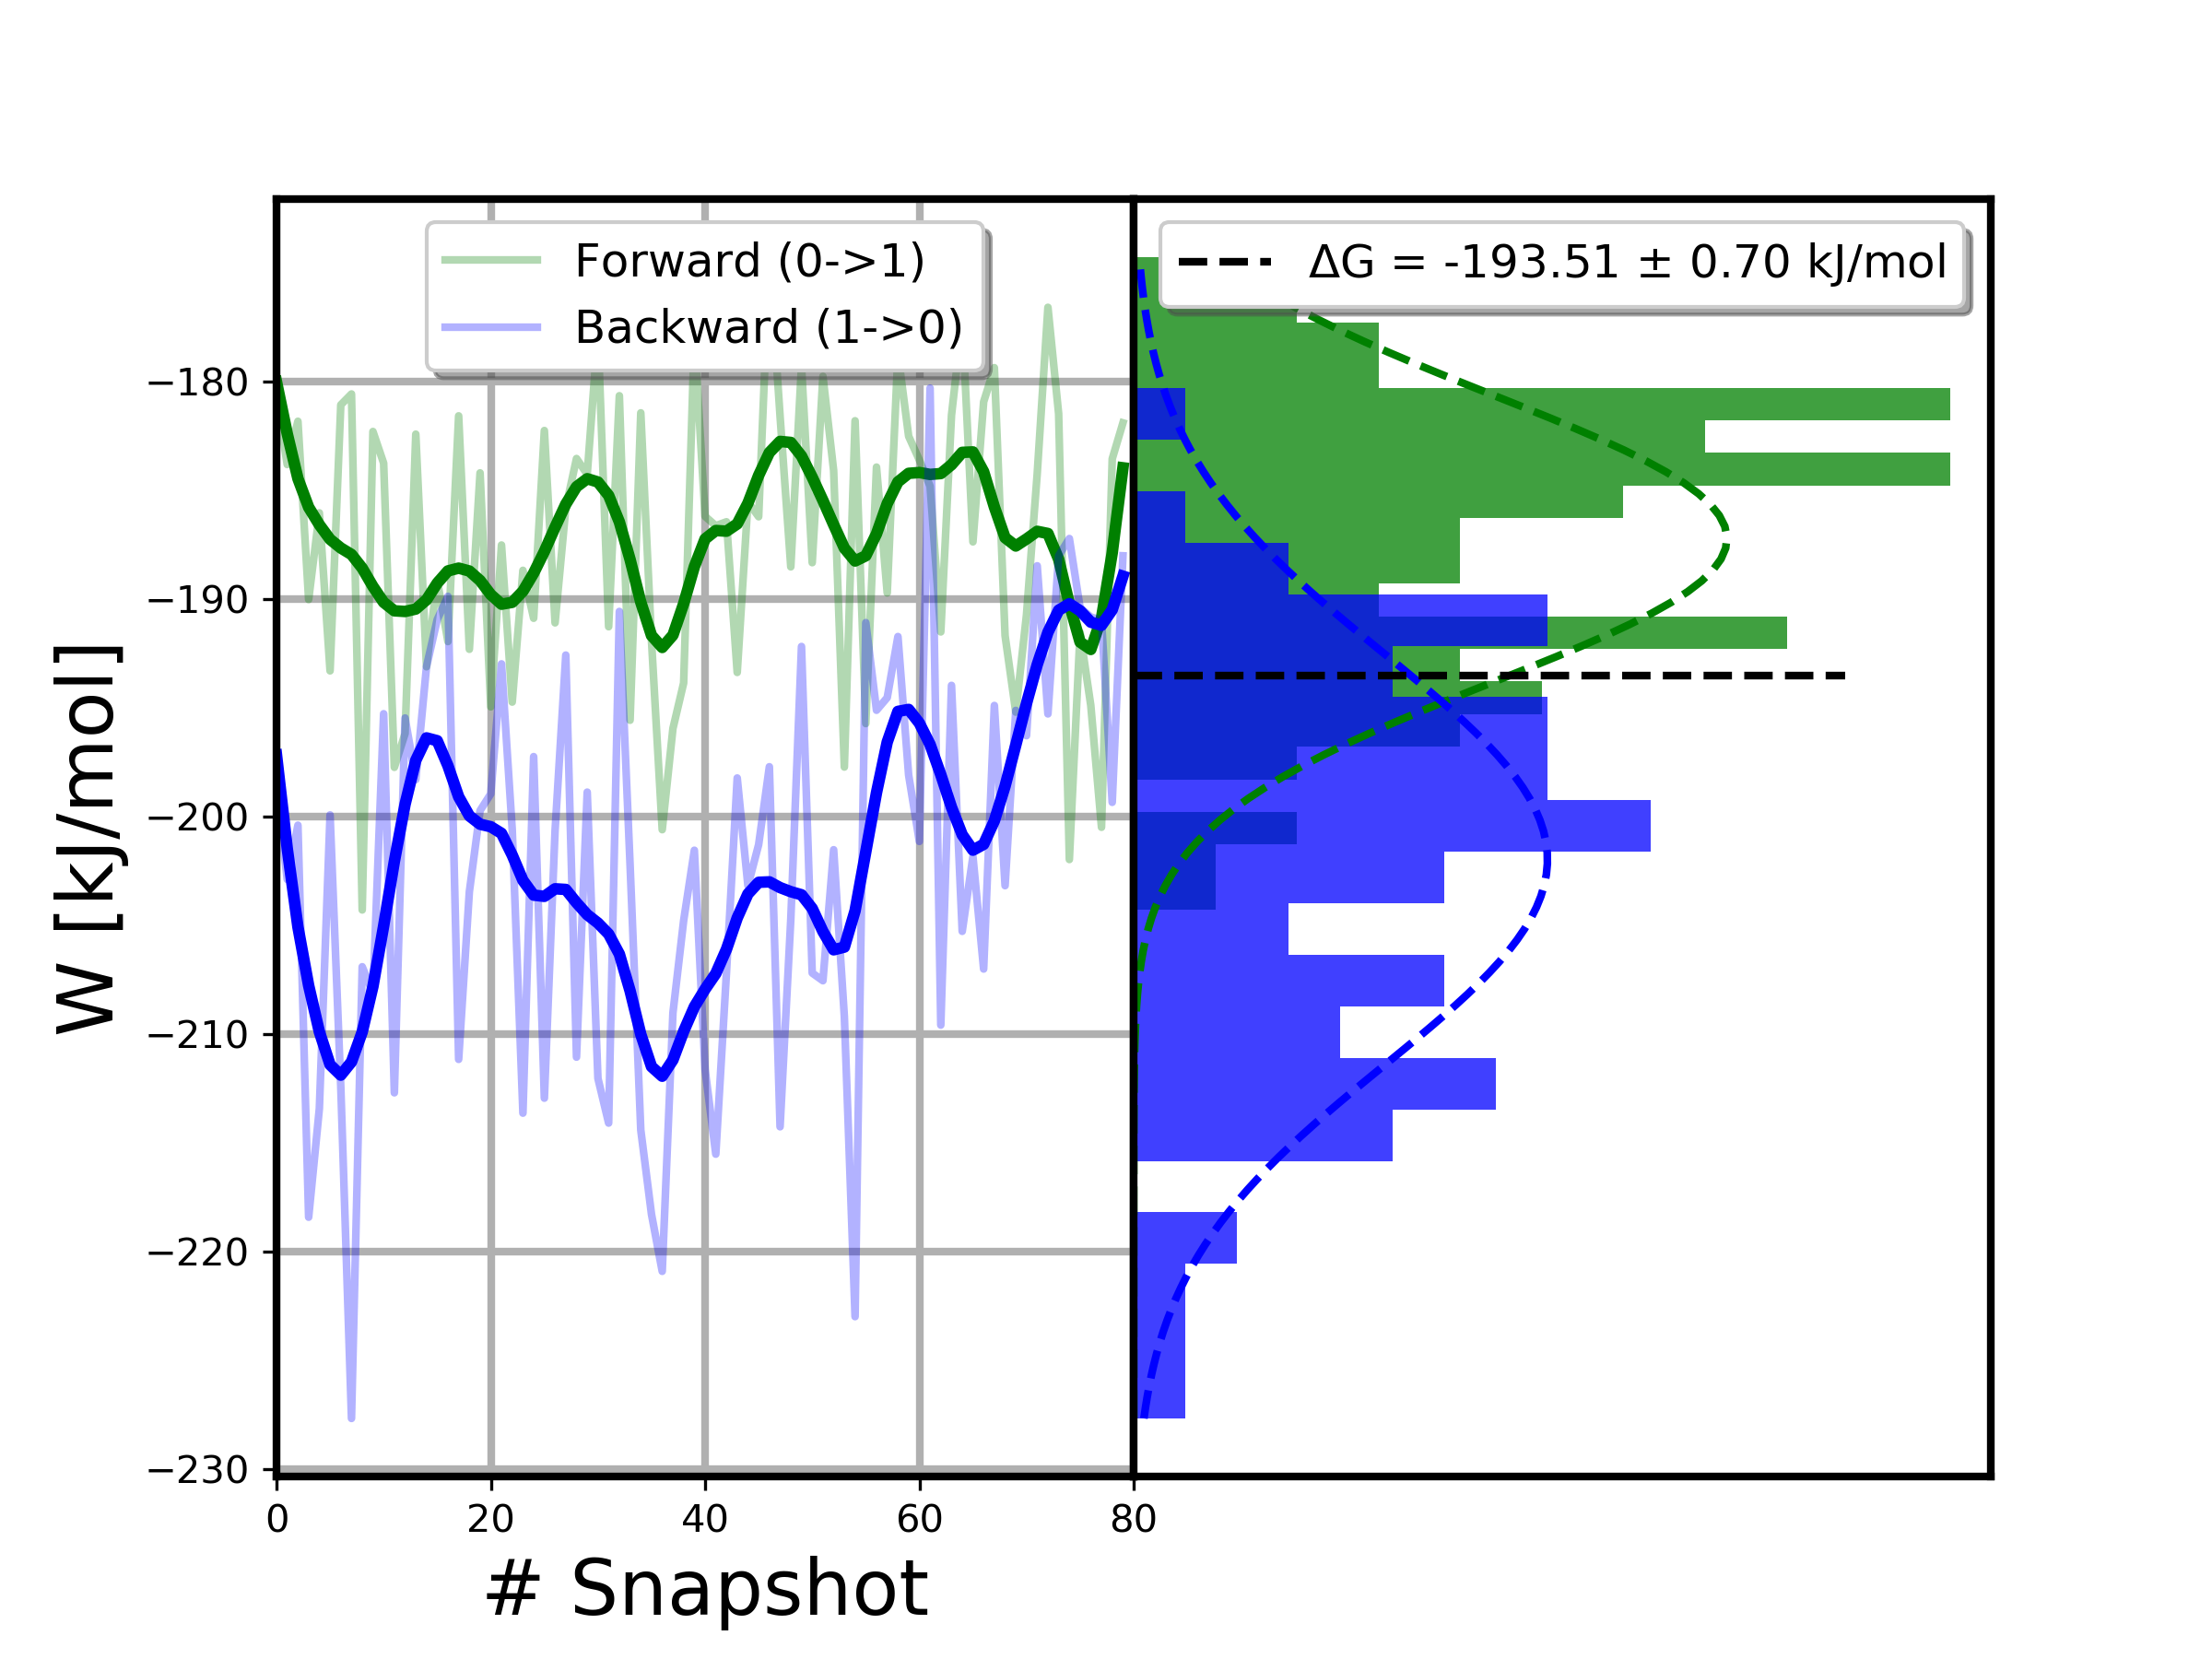 Forward (0->1)
Backward (1->0)
ΔG = -193.51 ± 0.70 kJ/mol
W [kJ/mol]
−180
−190
−200
−210
−220
−230
0 20 40 60 80
# Snapshot